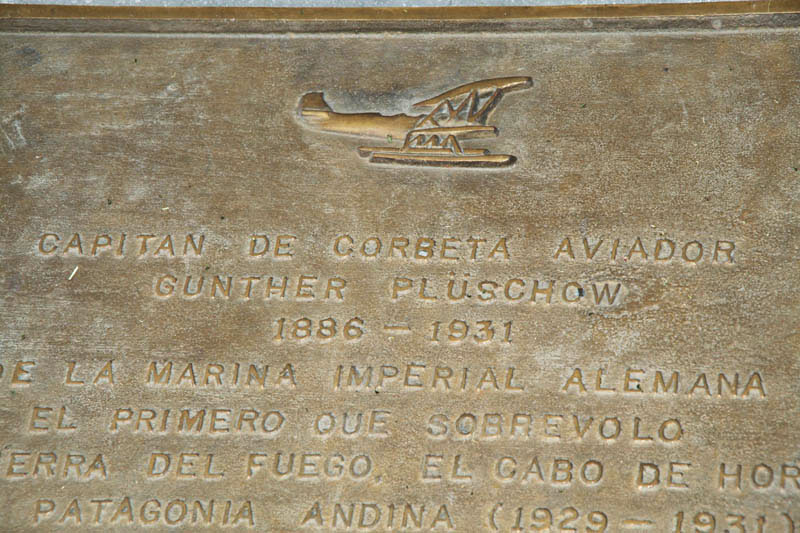 CAPITAN DE CORBETA AVIADOR
GUNTHER PLUSCHOW
1886 - 1931
DE LA MARINA IMPERIAL ALEMANA
EL PRIMERO QUE SOBREVOLO
ERRA DEL FUEGO, EL CABO DE HOR
PATAGONIA ANDINA (1929 - 1931)